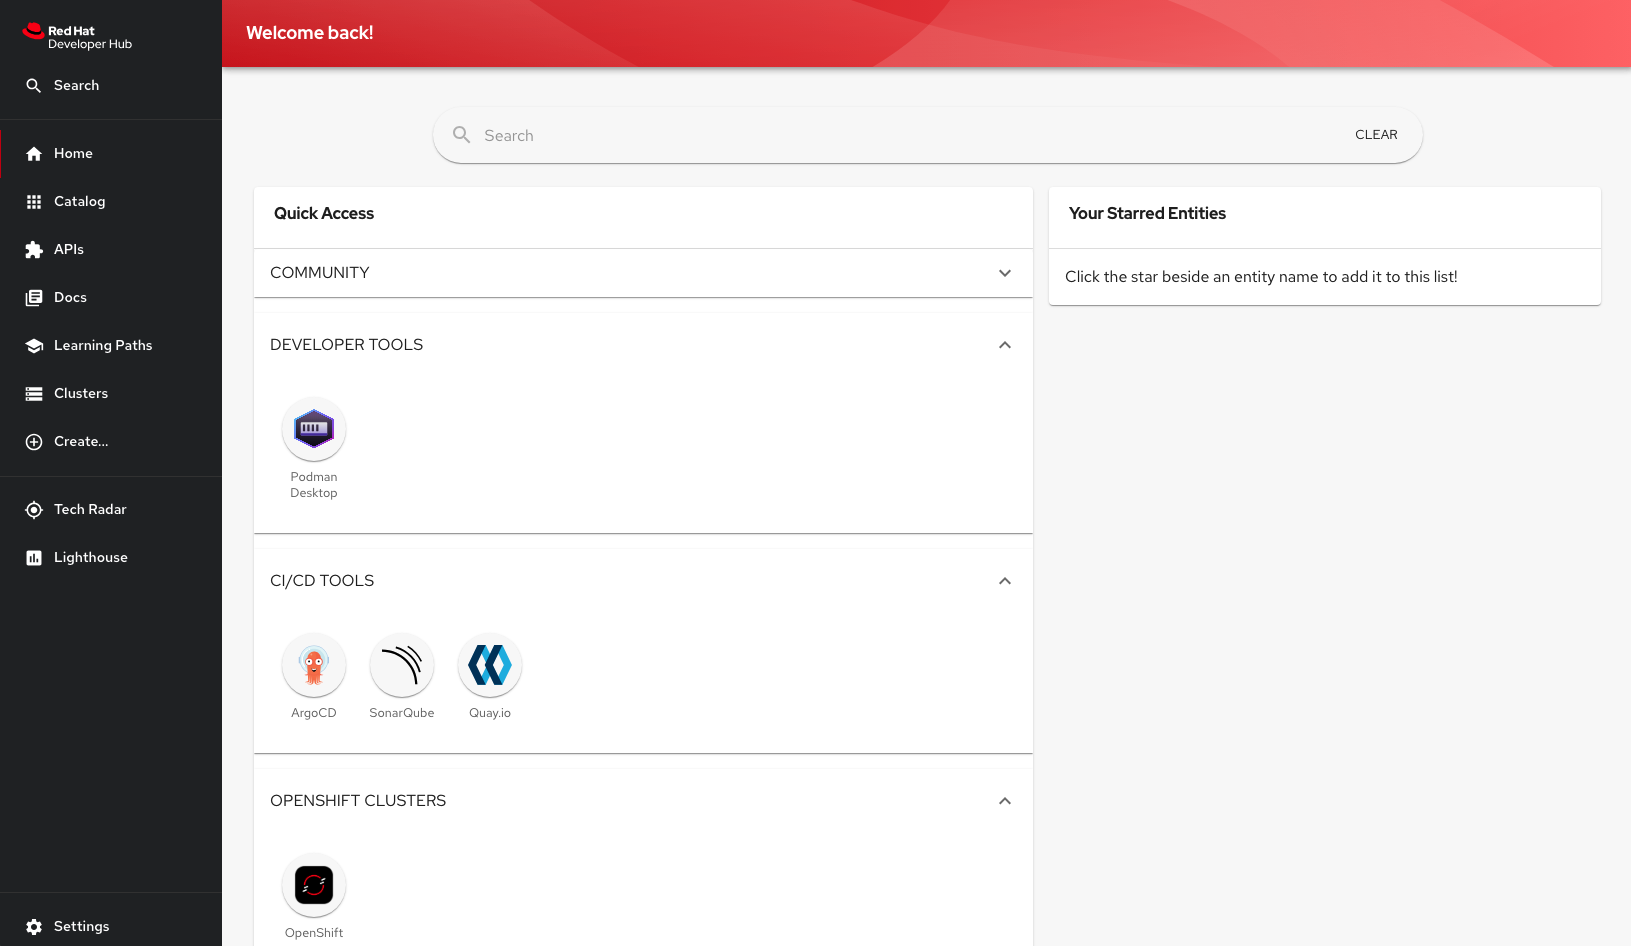 Red Hat
Developer Hub
Search
Home
Catalog
APIs
Docs
Learning Paths
Clusters
Create...
Tech Radar
Lighthouse
Settings
Welcome back!
Search
CLEAR
Quick Access
COMMUNITY
DEVELOPER TOOLS
Podman
Desktop
CI/CD TOOLS
ArgoCD
SonarQube
Quay.io
OPENSHIFT CLUSTERS
OpenShift
Your Starred Entities
Click the star beside an entity name to add it to this list!